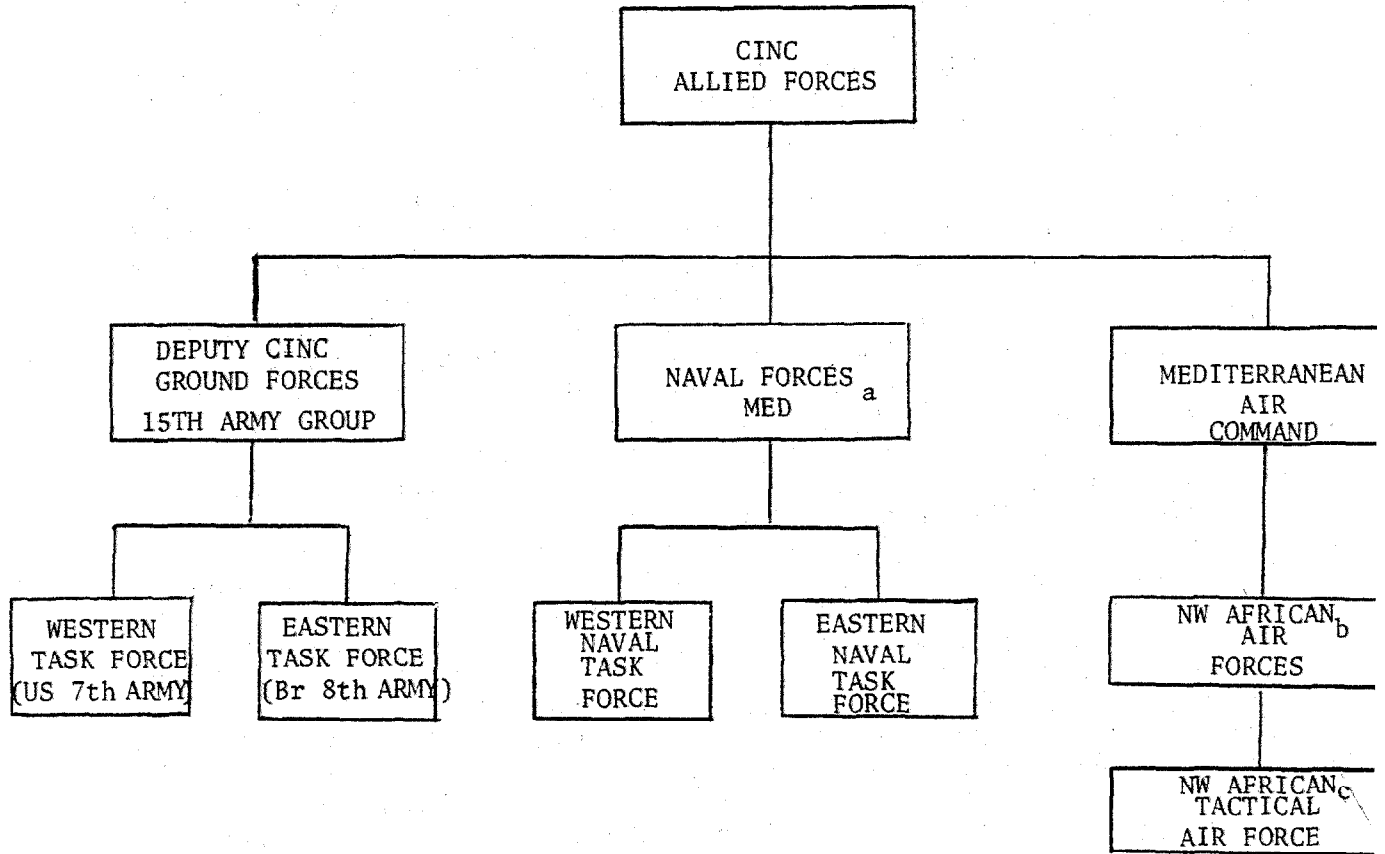 CINC
ALLIED FORCES
DEPUTY CINC
GROUND FORCES
15TH ARMY GROUP
NAVAL FORCES a
MED
MEDITERRANEAN
AIR
COMMAND
WESTERN
TASK FORCE
(US 7th ARMY)
EASTERN
TASK FORCE
(Br 8th ARMY)
WESTERN
NAVAL
TASK
FORCE
EASTERN
NAVAL
TASK
FORCE
NW AFRICAN b
AIR
FORCES
NW AFRICAN c
TACTICAL
AIR FORCE